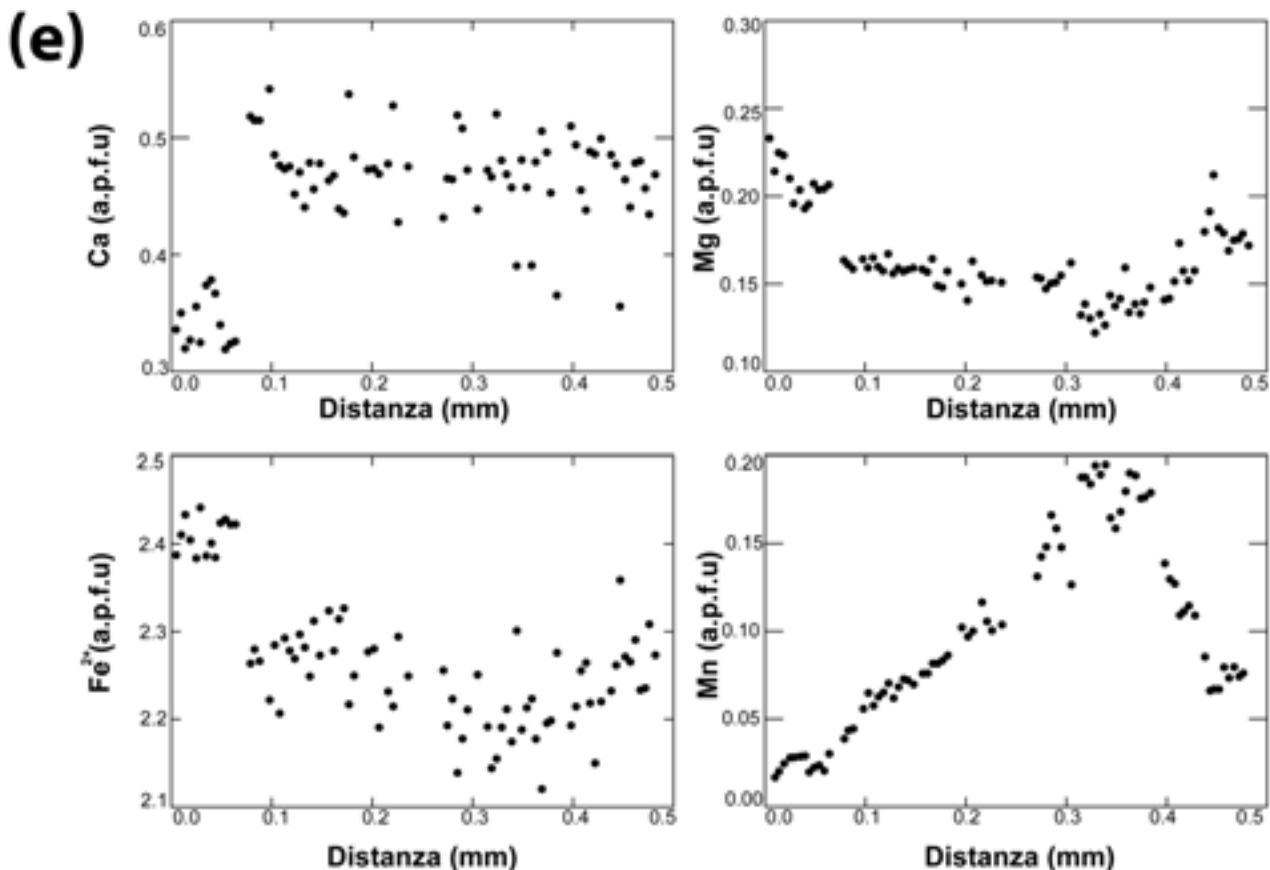 (e)
0.6
0.5
0.4
0.3
Ca (a.p.f.u)
0.0 0.1 0.2 0.3 0.4 0.5
Distanza (mm)
0.30
0.25
0.20
0.15
0.10
Mg (a.p.f.u)
0.0 0.1 0.2 0.3 0.4 0.5
Distanza (mm)
2.5
2.4
2.3
2.2
2.1
Fe²⁺(a.p.f.u)
0.0 0.1 0.2 0.3 0.4 0.5
Distanza (mm)
0.20
0.15
0.10
0.05
0.00
Mn (a.p.f.u)
0.0 0.1 0.2 0.3 0.4 0.5
Distanza (mm)